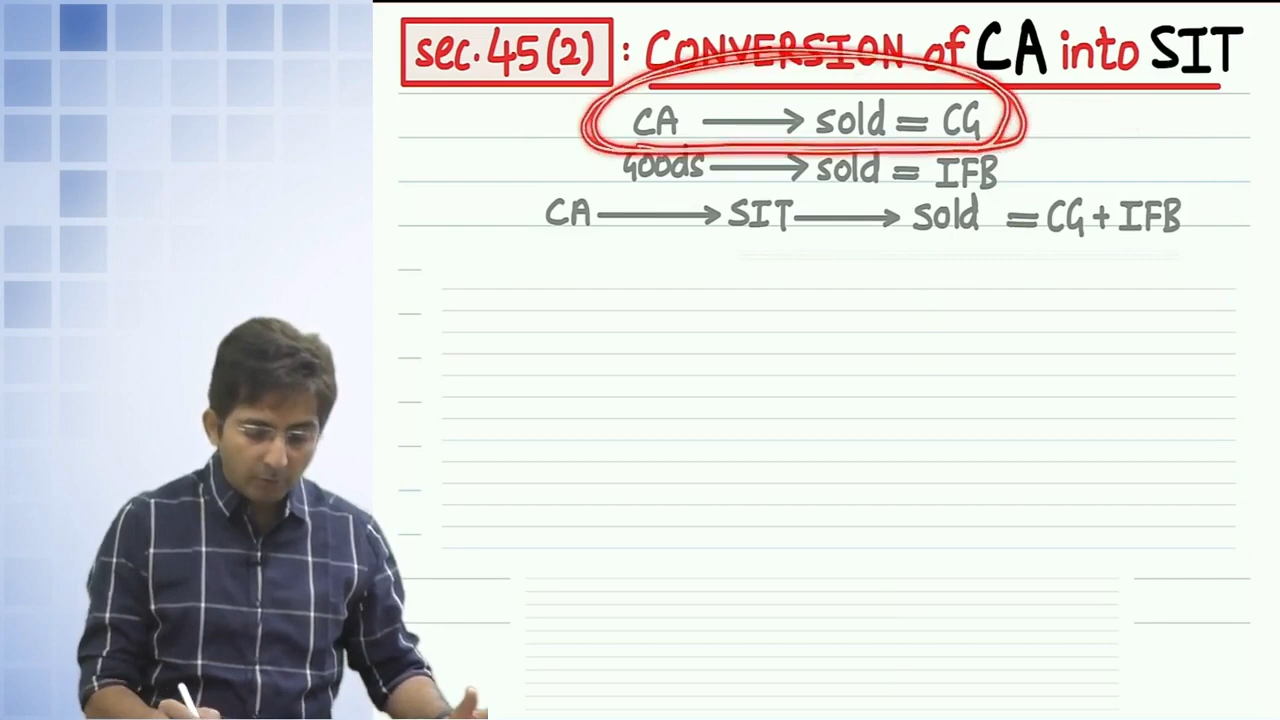 sec.45(2) : CONVERSION of CA into SIT
CA → sold = CG
Goods → sold = IFB
CA → SIT → sold = CG + IFB